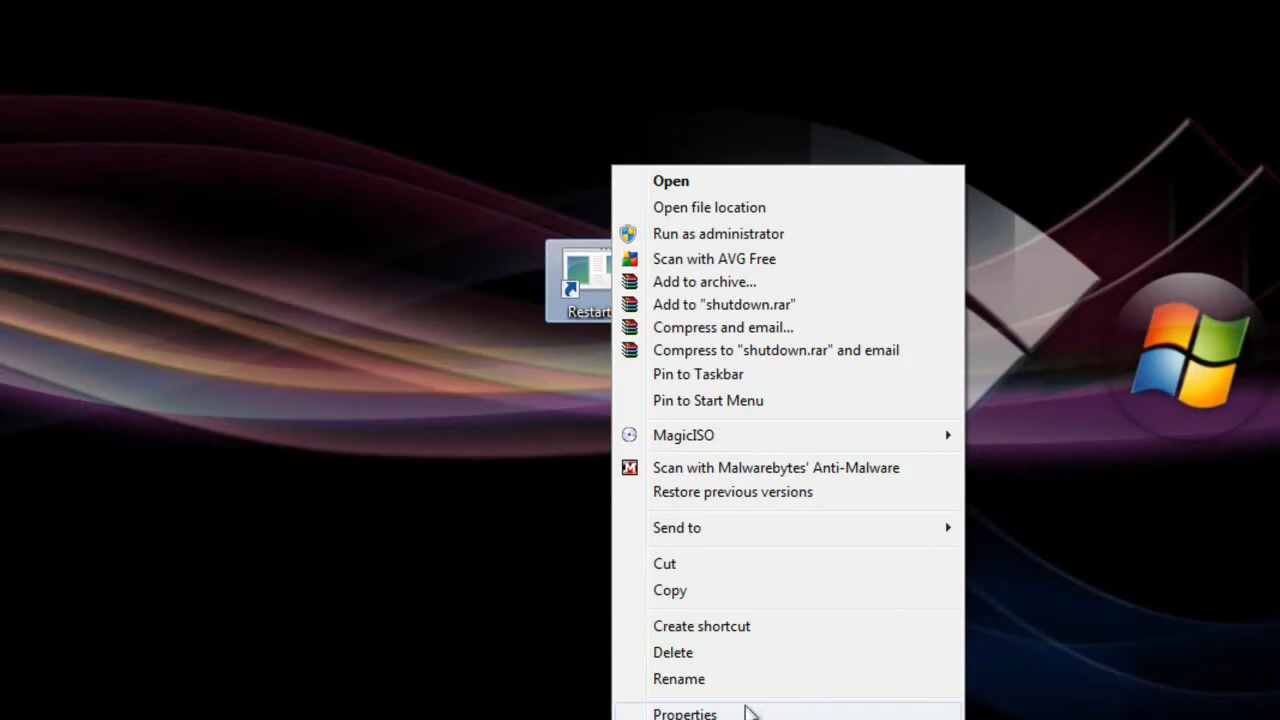 Open
Open file location
Run as administrator
Restart
Scan with AVG Free
Add to archive...
Add to "shutdown.rar"
Compress and email...
Compress to "shutdown.rar" and email
Pin to Taskbar
Pin to Start Menu
MagicISO
Scan with Malwarebytes' Anti-Malware
Restore previous versions
Send to
Cut
Copy
Create shortcut
Delete
Rename
Properties